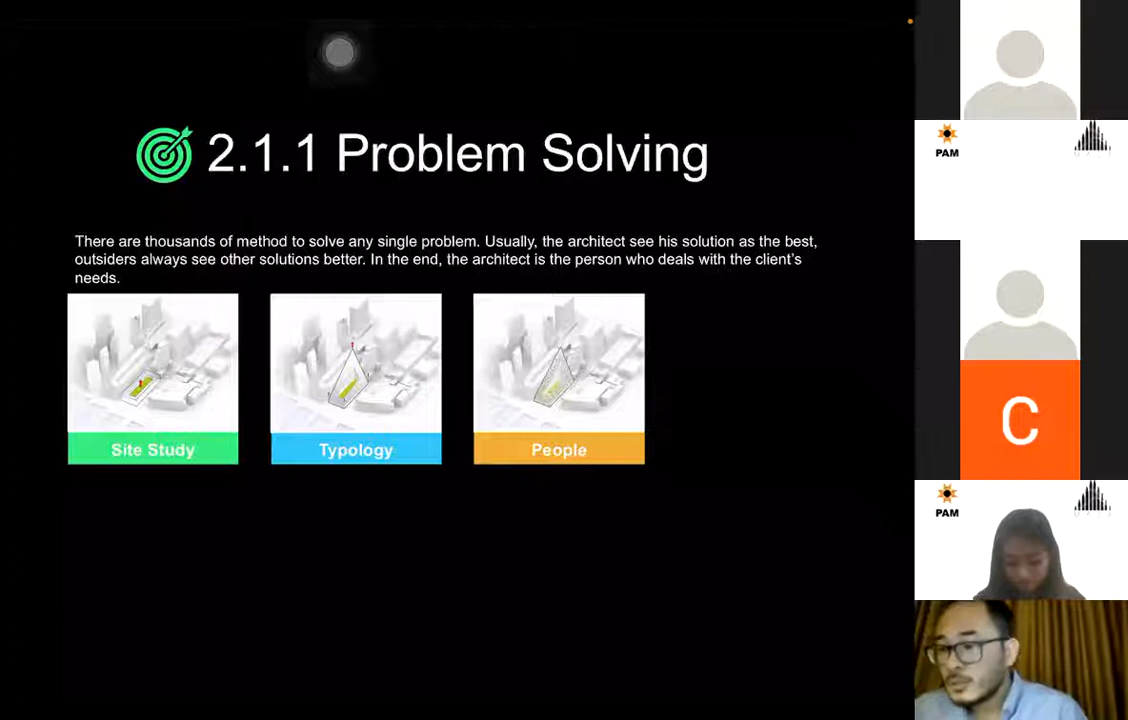 2.1.1 Problem Solving
There are thousands of method to solve any single problem. Usually, the architect see his solution as the best,
outsiders always see other solutions better. In the end, the architect is the person who deals with the client's
needs.
Site Study
Typology
People
PAM
C
PAM